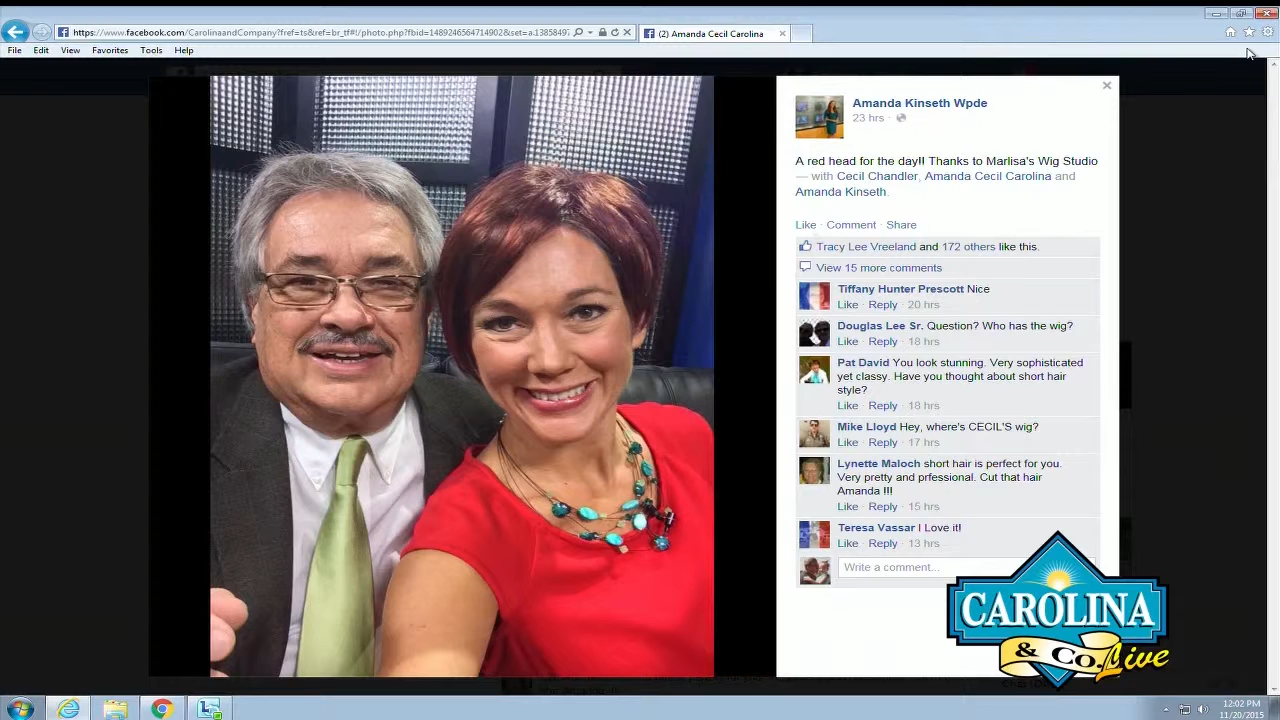 https://www.facebook.com/CarolinaandCompany?fref=ts&ref=br_tf#!/photo.php?fbid=1489246564714902&set=a.1385849
(2) Amanda Cecil Carolina
File Edit View Favorites Tools Help
Amanda Kinseth Wpde
23 hrs ·
A red head for the day!! Thanks to Marlisa's Wig Studio
— with Cecil Chandler, Amanda Cecil Carolina and
Amanda Kinseth.
Like · Comment · Share
Tracy Lee Vreeland and 172 others like this.
View 15 more comments
Tiffany Hunter Prescott Nice
Like · Reply · 20 hrs
Douglas Lee Sr. Question? Who has the wig?
Like · Reply · 18 hrs
Pat David You look stunning. Very sophisticated
yet classy. Have you thought about short hair
style?
Like · Reply · 18 hrs
Mike Lloyd Hey, where's CECIL'S wig?
Like · Reply · 17 hrs
Lynette Maloch short hair is perfect for you.
Very pretty and prfessional. Cut that hair
Amanda !!!
Like · Reply · 15 hrs
Teresa Vassar I Love it!
Like · Reply · 13 hrs
Write a comment...
CAROLINA
& Co. Live
12:02 PM
11/20/2015